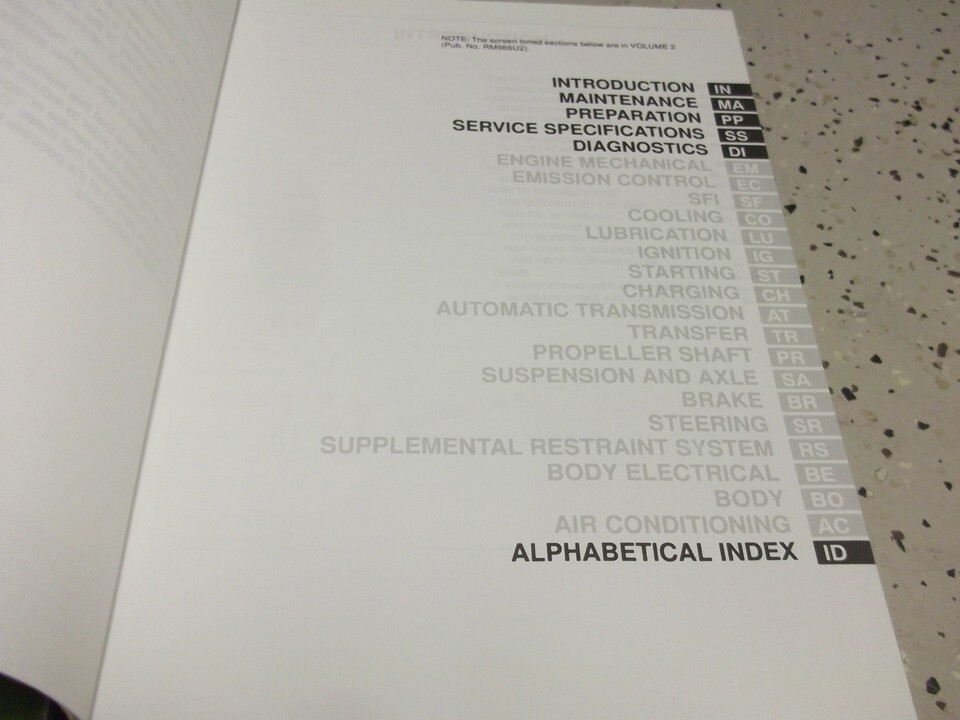 NOTE: The screen toned sections below are in VOLUME 2
(Pub. No. RM966U2).
INTRODUCTION IN
MAINTENANCE MA
PREPARATION PP
SERVICE SPECIFICATIONS SS
DIAGNOSTICS DI
ENGINE MECHANICAL EM
EMISSION CONTROL EC
SFI SF
COOLING CO
LUBRICATION LU
IGNITION IG
STARTING ST
CHARGING CH
AUTOMATIC TRANSMISSION AT
TRANSFER TR
PROPELLER SHAFT PR
SUSPENSION AND AXLE SA
BRAKE BR
STEERING SR
SUPPLEMENTAL RESTRAINT SYSTEM RS
BODY ELECTRICAL BE
BODY BO
AIR CONDITIONING AC
ALPHABETICAL INDEX ID